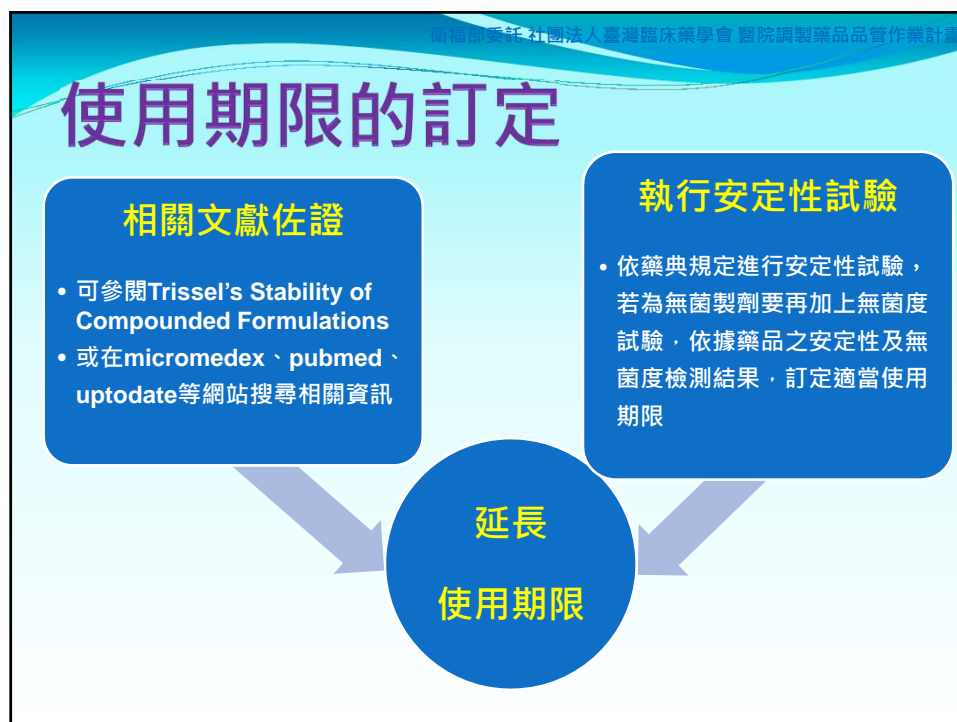 衛福部委託 社團法人臺灣臨床藥學會 醫院調製藥品品管作業計畫
使用期限的訂定
相關文獻佐證
• 可參閱Trissel’s Stability of
Compounded Formulations
• 或在micromedex、pubmed、
uptodate等網站搜尋相關資訊
執行安定性試驗
• 依藥典規定進行安定性試驗，
若為無菌製劑要再加上無菌度
試驗，依據藥品之安定性及無
菌度檢測結果，訂定適當使用
期限
延長
使用期限